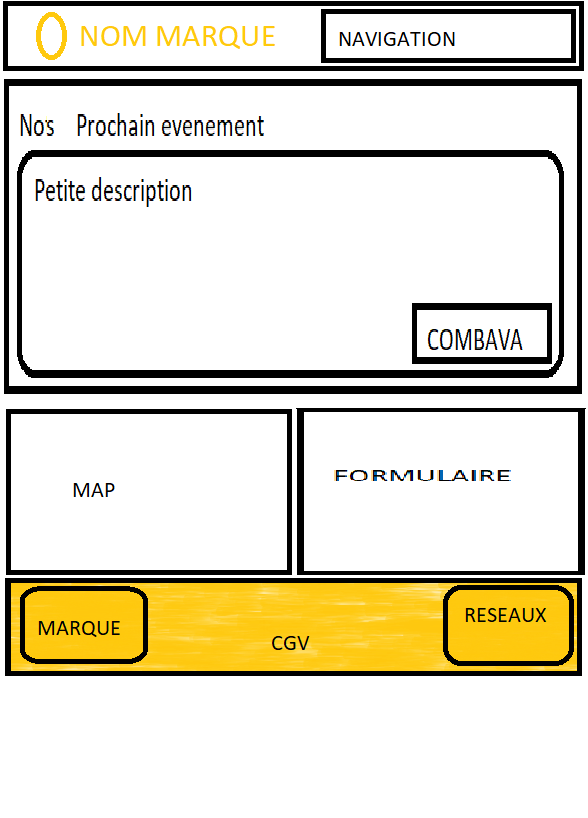 NOM MARQUE
NAVIGATION
Nos Prochain evenement
Petite description
COMBAVA
MAP
FORMULAIRE
MARQUE
CGV
RESEAUX